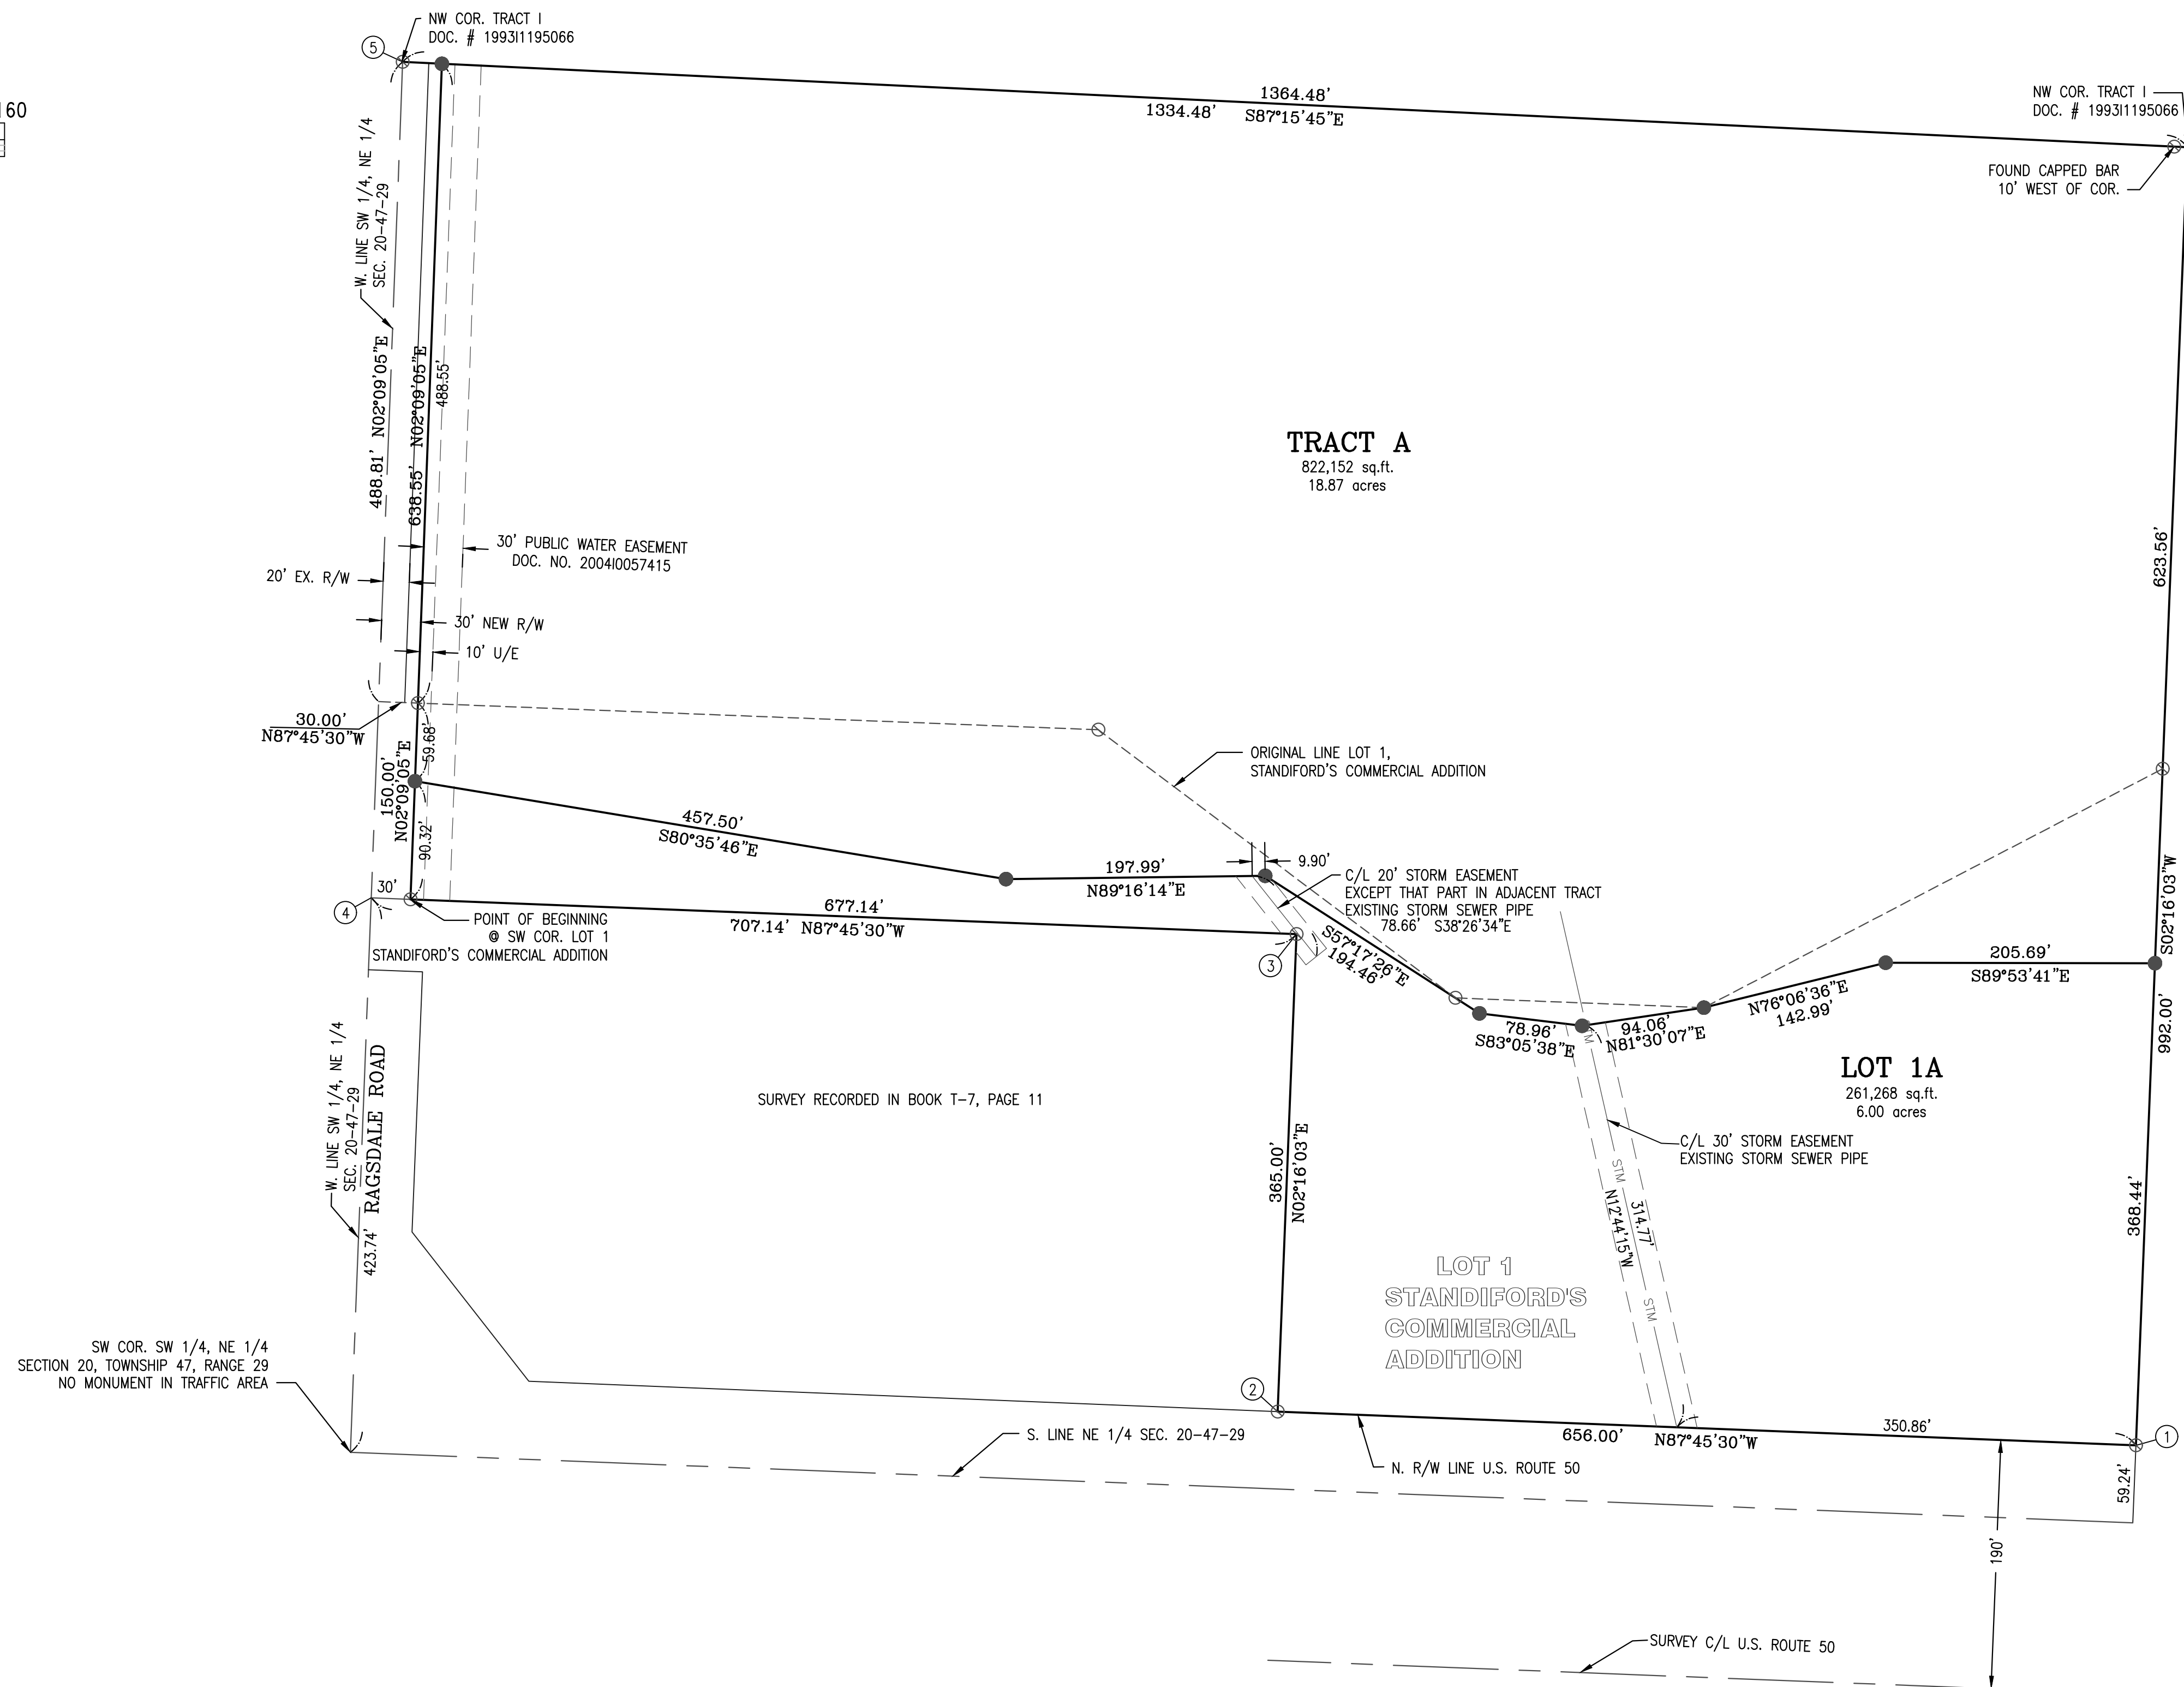 NW COR. TRACT I
DOC. # 1993I1195066
5
160
1364.48'
1334.48' S87°15'45"E
NW COR. TRACT I
DOC. # 1993I1195066
FOUND CAPPED BAR
10' WEST OF COR.
W. LINE SW 1/4, NE 1/4
SEC. 20-47-29
488.81' N02°09'05"E
638.55' N02°09'05"E
488.55'
TRACT A
822,152 sq.ft.
18.87 acres
623.56'
30' PUBLIC WATER EASEMENT
DOC. NO. 2004I0057415
20' EX. R/W
30' NEW R/W
10' U/E
30.00'
N87°45'30"W
150.00'
N02°09'05"E
59.68'
90.32'
ORIGINAL LINE LOT 1,
STANDIFORD'S COMMERCIAL ADDITION
457.50'
S80°35'46"E
197.99'
N89°16'14"E
9.90'
C/L 20' STORM EASEMENT
EXCEPT THAT PART IN ADJACENT TRACT
EXISTING STORM SEWER PIPE
78.66' S38°26'34"E
S57°17'26"E
194.46'
30'
4
POINT OF BEGINNING
@ SW COR. LOT 1
STANDIFORD'S COMMERCIAL ADDITION
677.14'
707.14' N87°45'30"W
3
78.96'
S83°05'38"E
94.06'
N81°30'07"E
N76°06'36"E
142.99'
205.69'
S89°53'41"E
S02°16'03"W
992.00'
LOT 1A
261,268 sq.ft.
6.00 acres
W. LINE SW 1/4, NE 1/4
SEC. 20-47-29
423.74' RAGSDALE ROAD
SURVEY RECORDED IN BOOK T-7, PAGE 11
365.00'
N02°16'03"E
C/L 30' STORM EASEMENT
EXISTING STORM SEWER PIPE
STM
STM
STM
N12°44'15"W
314.77'
368.44'
LOT 1
STANDIFORD'S
COMMERCIAL
ADDITION
SW COR. SW 1/4, NE 1/4
SECTION 20, TOWNSHIP 47, RANGE 29
NO MONUMENT IN TRAFFIC AREA
2
S. LINE NE 1/4 SEC. 20-47-29
656.00' N87°45'30"W
350.86'
1
N. R/W LINE U.S. ROUTE 50
59.24'
190'
SURVEY C/L U.S. ROUTE 50